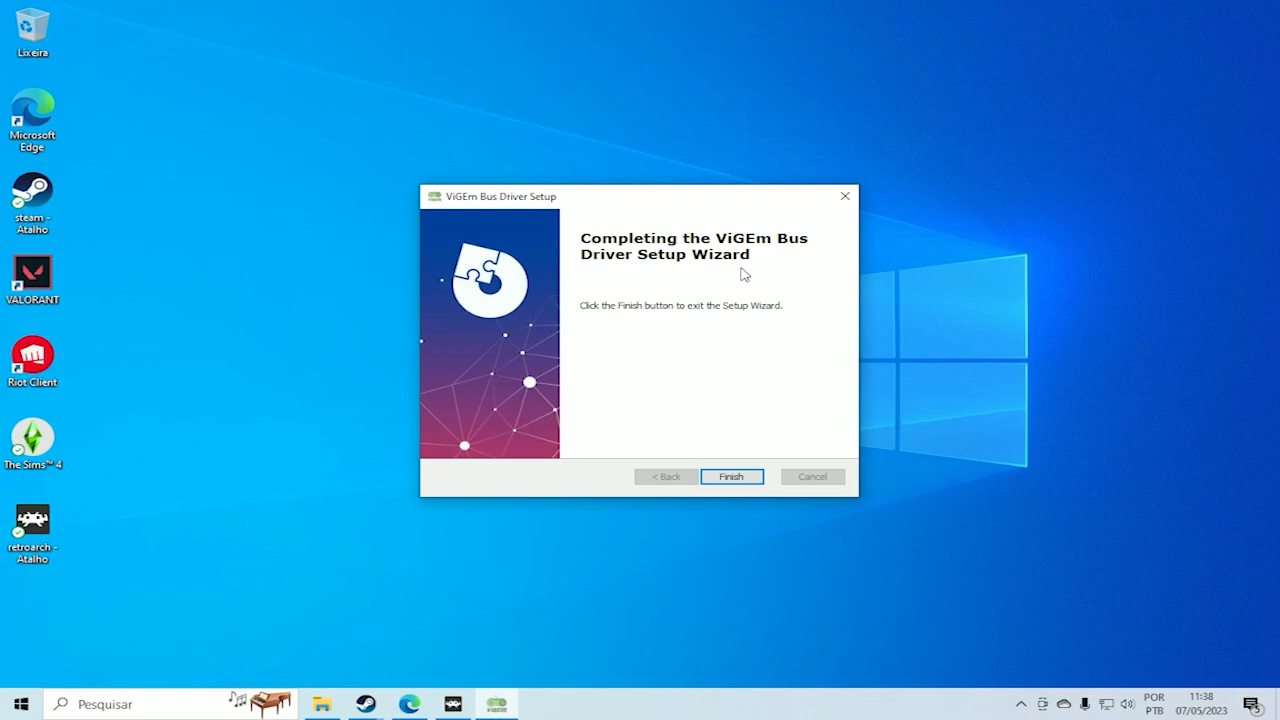 Lixeira
Microsoft
Edge
steam -
Atalho
VALORANT
Riot Client
The Sims™ 4
retroarch -
Atalho
ViGEm Bus Driver Setup
Completing the ViGEm Bus
Driver Setup Wizard
Click the Finish button to exit the Setup Wizard.
< Back
Finish
Cancel
Pesquisar
POR
PTB
11:38
07/05/2023
5